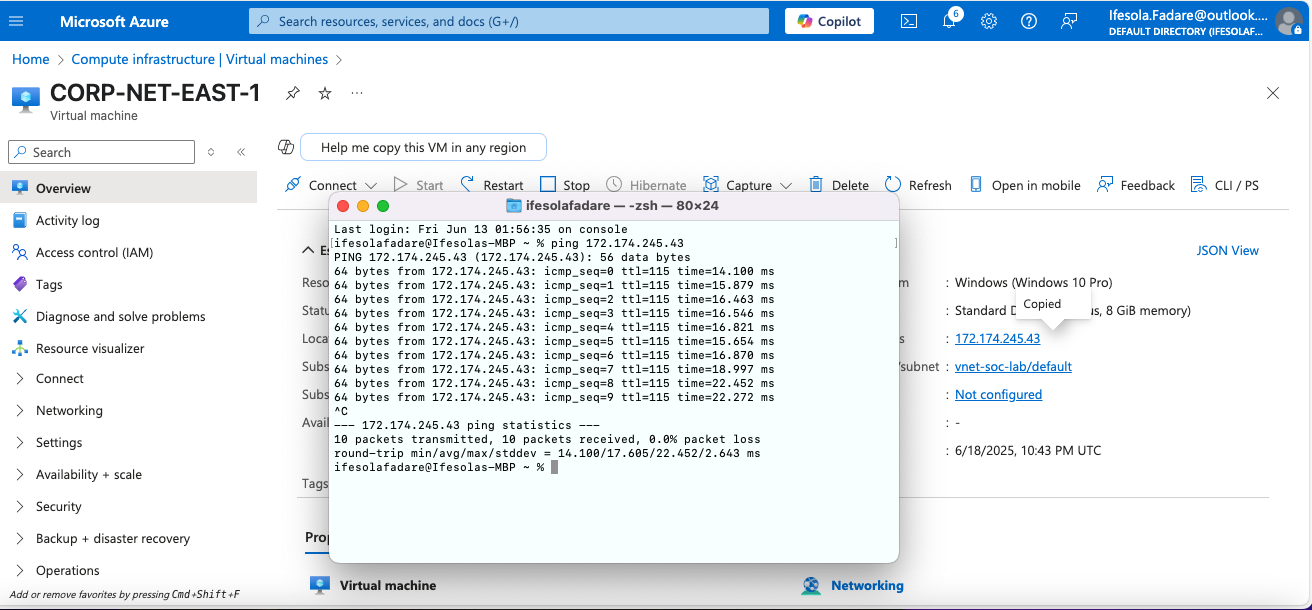 Microsoft Azure
Search resources, services, and docs (G+/)
Copilot
6
Ifesola.Fadare@outlook....
DEFAULT DIRECTORY (IFESOLAF...
Home > Compute infrastructure | Virtual machines >
CORP-NET-EAST-1
...
Virtual machine
Search
Help me copy this VM in any region
Overview
Activity log
Access control (IAM)
Tags
Diagnose and solve problems
Resource visualizer
Connect
Networking
Settings
Availability + scale
Security
Backup + disaster recovery
Operations
Add or remove favorites by pressing Cmd+Shift+F
Connect
Start
Restart
Stop
Hibernate
Capture
Delete
Refresh
Open in mobile
Feedback
CLI / PS
ifesolafadare — -zsh — 80×24
Last login: Fri Jun 13 01:56:35 on console
[ifesolafadare@Ifesolas-MBP ~ % ping 172.174.245.43 ]
PING 172.174.245.43 (172.174.245.43): 56 data bytes
64 bytes from 172.174.245.43: icmp_seq=0 ttl=115 time=14.100 ms
64 bytes from 172.174.245.43: icmp_seq=1 ttl=115 time=15.879 ms
64 bytes from 172.174.245.43: icmp_seq=2 ttl=115 time=16.463 ms
64 bytes from 172.174.245.43: icmp_seq=3 ttl=115 time=16.546 ms
64 bytes from 172.174.245.43: icmp_seq=4 ttl=115 time=16.821 ms
64 bytes from 172.174.245.43: icmp_seq=5 ttl=115 time=15.654 ms
64 bytes from 172.174.245.43: icmp_seq=6 ttl=115 time=16.870 ms
64 bytes from 172.174.245.43: icmp_seq=7 ttl=115 time=18.997 ms
64 bytes from 172.174.245.43: icmp_seq=8 ttl=115 time=22.452 ms
64 bytes from 172.174.245.43: icmp_seq=9 ttl=115 time=22.272 ms
^C
--- 172.174.245.43 ping statistics ---
10 packets transmitted, 10 packets received, 0.0% packet loss
round-trip min/avg/max/stddev = 14.100/17.605/22.452/2.643 ms
ifesolafadare@Ifesolas-MBP ~ %
JSON View
: Windows (Windows 10 Pro)
Copied
: Standard us, 8 GiB memory)
: 172.174.245.43
/subnet : vnet-soc-lab/default
: Not configured
: -
: 6/18/2025, 10:43 PM UTC
Tags
Virtual machine
Networking